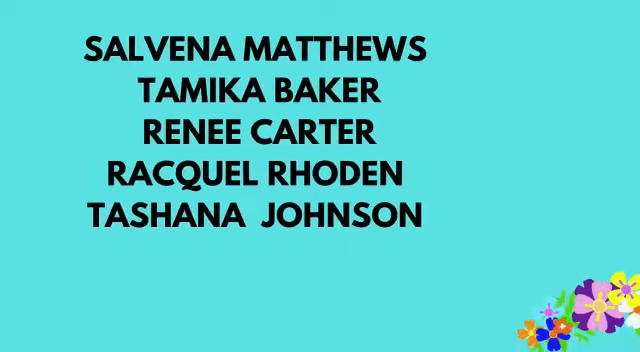 SALVENA MATTHEWS
TAMIKA BAKER
RENEE CARTER
RACQUEL RHODEN
TASHANA JOHNSON